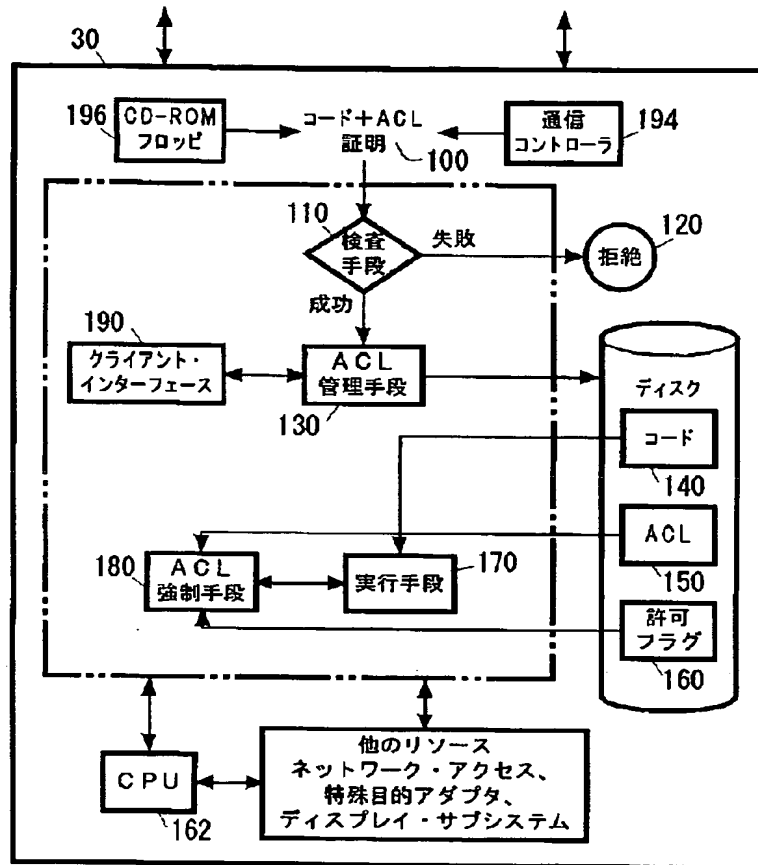 30
196
CD-ROM
フロッピ
コード+ACL
証明
100
通信
コントローラ
194
110
検査
手段
失敗
120
拒絶
成功
190
クライアント・
インターフェース
ACL
管理手段
130
ディスク
コード
140
ACL
150
許可
フラグ
160
180
ACL
強制手段
実行手段
170
CPU
162
他のリソース
ネットワーク・アクセス、
特殊目的アダプタ、
ディスプレイ・サブシステム